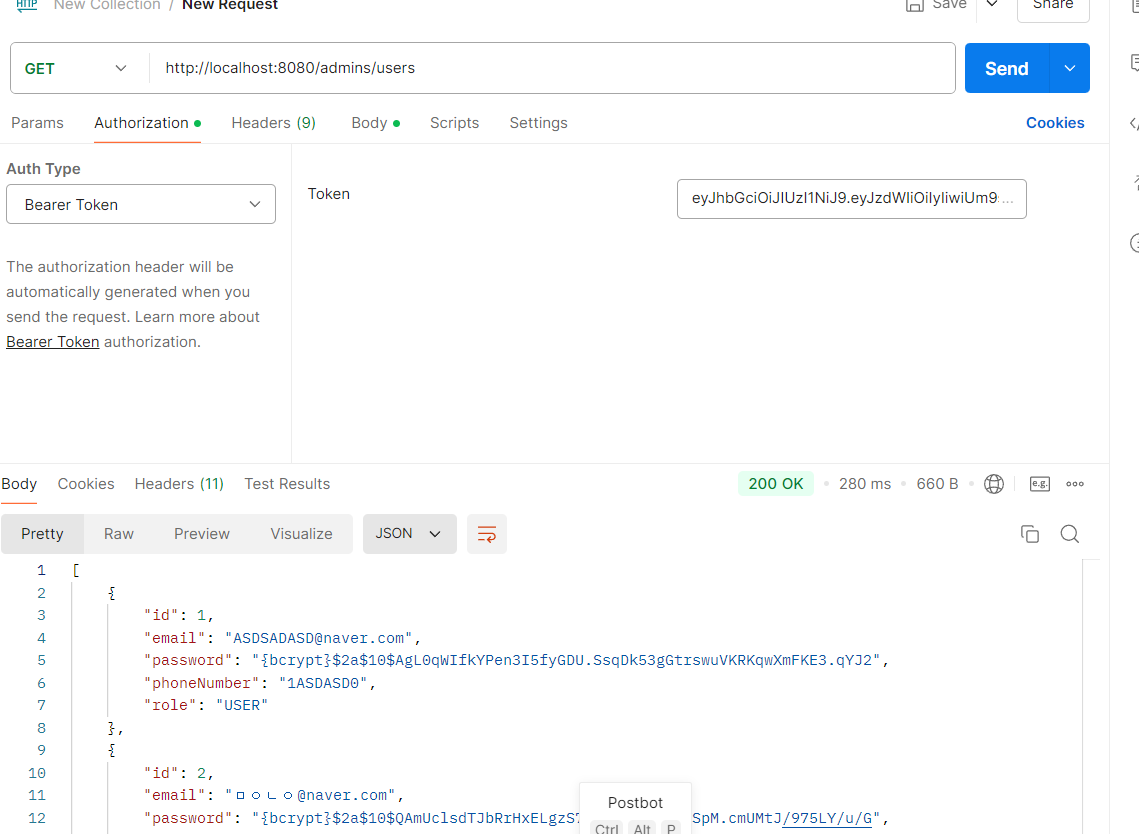 HTTP New Collection / New Request Save Share
GET http://localhost:8080/admins/users Send
Params Authorization Headers (9) Body Scripts Settings Cookies
Auth Type
Bearer Token
Token eyJhbGciOiJIUzI1NiJ9.eyJzdWIiOiIyIiwiUm9 ...
The authorization header will be
automatically generated when you
send the request. Learn more about
Bearer Token authorization.
Body Cookies Headers (11) Test Results 200 OK 280 ms 660 B e.g.
Pretty Raw Preview Visualize JSON
1 [
2 {
3 "id": 1,
4 "email": "ASDSADASD@naver.com",
5 "password": "{bcrypt}$2a$10$AgL0qWIfkYPen3I5fyGDU.SsqDk53gGtrswuVKRKqwXmFKE3.qYJ2",
6 "phoneNumber": "1ASDASD0",
7 "role": "USER"
8 },
9 {
10 "id": 2,
11 "email": "ㅁㅇㄴㅇ@naver.com",
12 "password": "{bcrypt}$2a$10$QAmUclsdTJbRrHxELgzS SpM.cmUMtJ/975LY/u/G",
Postbot
Ctrl Alt P